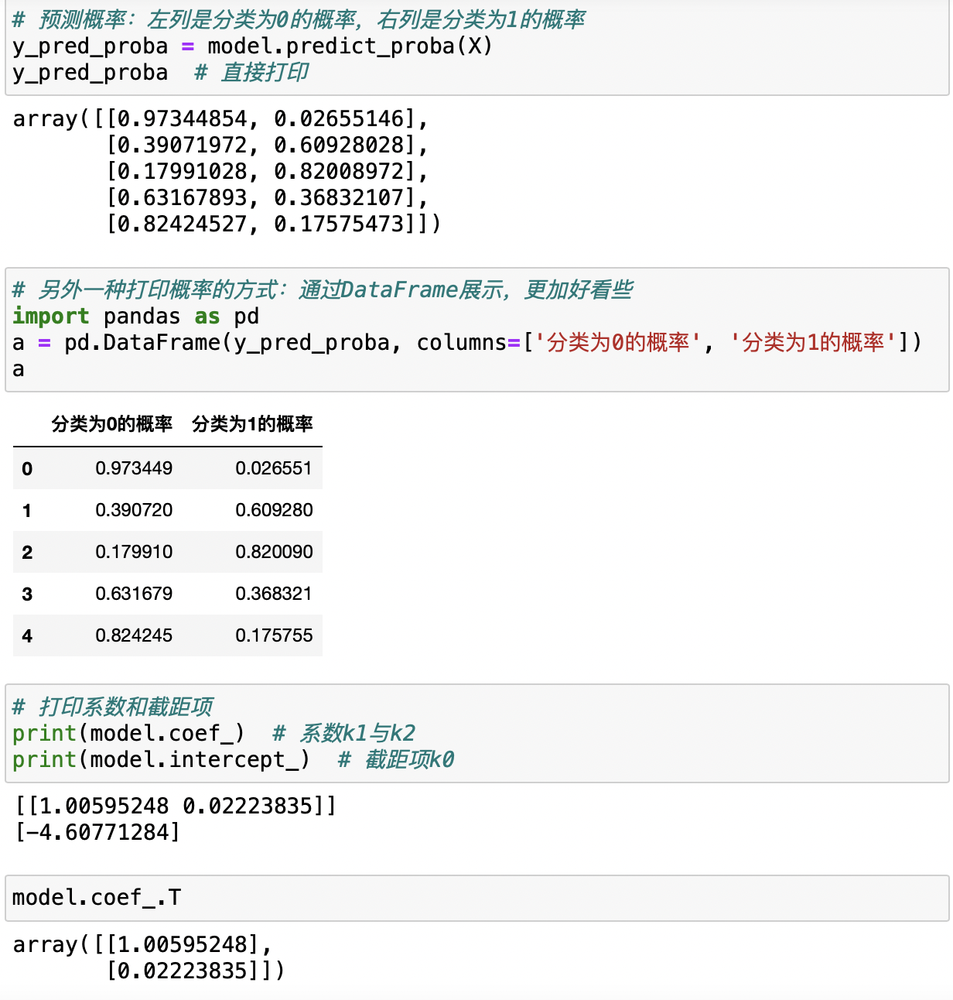 # 预测概率：左列是分类为0的概率，右列是分类为1的概率
y_pred_proba = model.predict_proba(X)
y_pred_proba  # 直接打印
array([[0.97344854, 0.02655146],
       [0.39071972, 0.60928028],
       [0.17991028, 0.82008972],
       [0.63167893, 0.36832107],
       [0.82424527, 0.17575473]])
# 另外一种打印概率的方式：通过DataFrame展示，更加好看些
import pandas as pd
a = pd.DataFrame(y_pred_proba, columns=['分类为0的概率', '分类为1的概率'])
a
分类为0的概率 分类为1的概率
0 0.973449 0.026551
1 0.390720 0.609280
2 0.179910 0.820090
3 0.631679 0.368321
4 0.824245 0.175755
# 打印系数和截距项
print(model.coef_)  # 系数k1与k2
print(model.intercept_)  # 截距项k0
[[1.00595248 0.02223835]]
[-4.60771284]
model.coef_.T
array([[1.00595248],
       [0.02223835]])